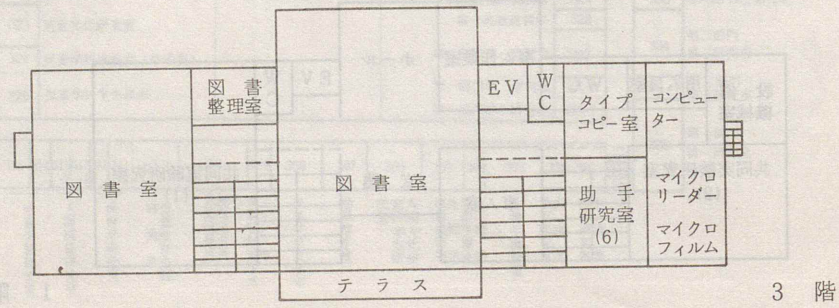 図 書
整理室
EV
W
C
タイプ
コピー室
コンピュー
ター
図 書 室
図 書 室
助 手
研究室
(6)
マイクロ
リーダー
マイクロ
フィルム
テ ラ ス
3 階